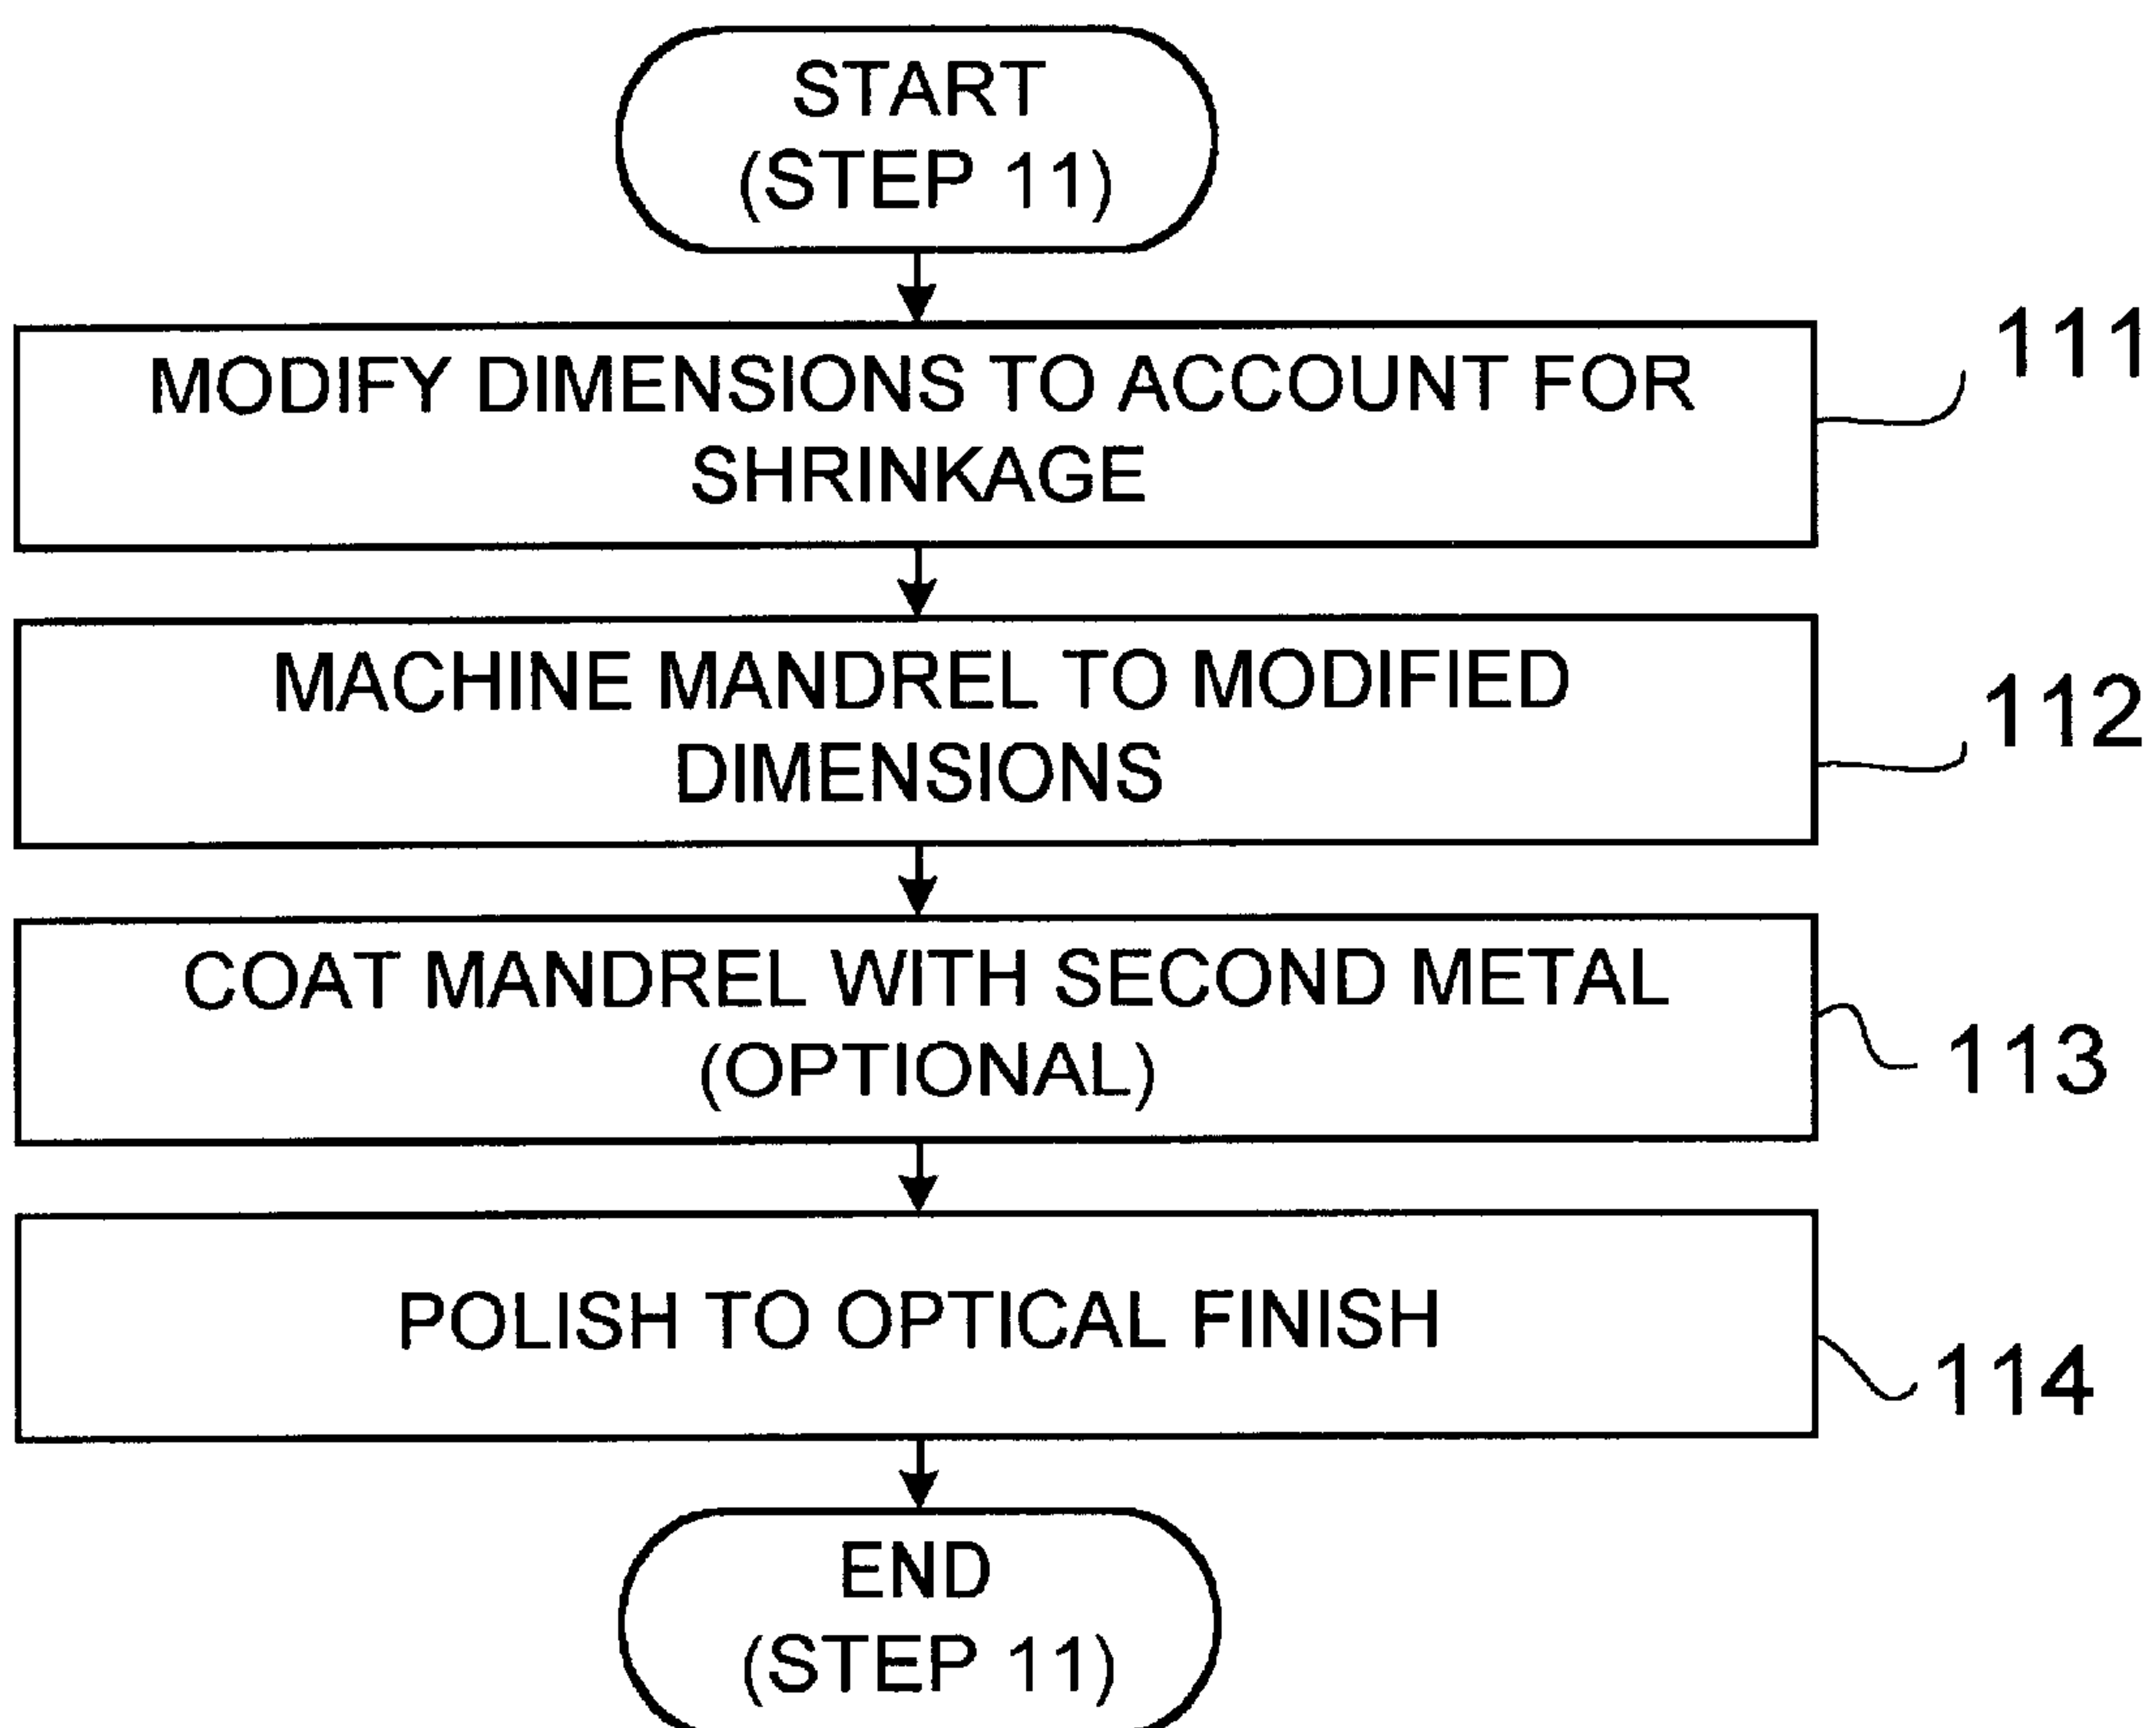 START
(STEP 11)
MODIFY DIMENSIONS TO ACCOUNT FOR
SHRINKAGE
111
MACHINE MANDREL TO MODIFIED
DIMENSIONS
112
COAT MANDREL WITH SECOND METAL
(OPTIONAL)
113
POLISH TO OPTICAL FINISH
114
END
(STEP 11)